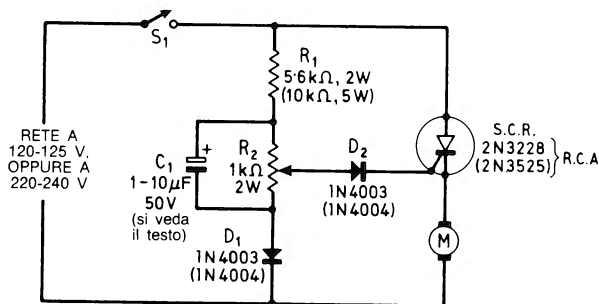 S1
R1
5·6kΩ, 2W
(10kΩ, 5W)
RETE A
120-125 V,
OPPURE A
220-240 V
C1
1-10μF
50V
(si veda
il testo)
+
R2
1kΩ
2W
D2
1N4003
(1N4004)
S.C.R.
2N3228
(2N3525)
R.C.A
M
D1
1N4003
(1N4004)